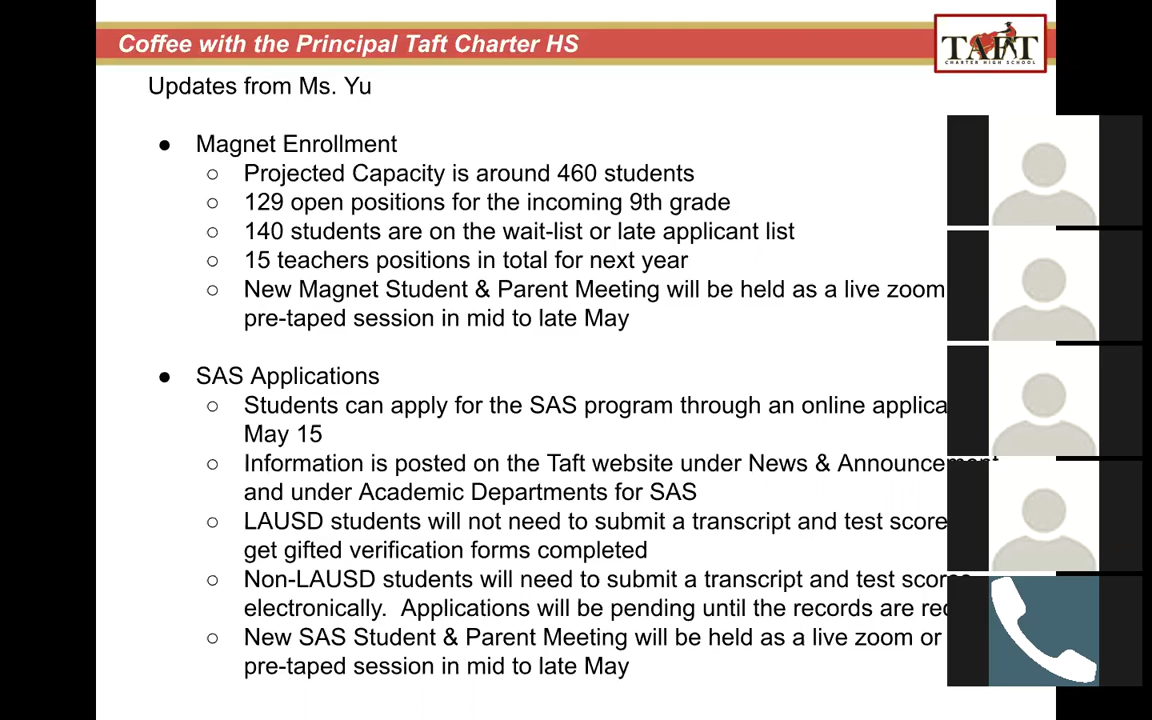 Coffee with the Principal Taft Charter HS
TAFT
CHARTER HIGH SCHOOL
Updates from Ms. Yu
● Magnet Enrollment
○ Projected Capacity is around 460 students
○ 129 open positions for the incoming 9th grade
○ 140 students are on the wait-list or late applicant list
○ 15 teachers positions in total for next year
○ New Magnet Student & Parent Meeting will be held as a live zoom
pre-taped session in mid to late May
● SAS Applications
○ Students can apply for the SAS program through an online
May 15
○ Information is posted on the Taft website under News &
and under Academic Departments for SAS
○ LAUSD students will not need to submit a transcript and test score
get gifted verification forms completed
○ Non-LAUSD students will need to submit a transcript and test scores
electronically. Applications will be pending until the records are
○ New SAS Student & Parent Meeting will be held as a live zoom or
pre-taped session in mid to late May